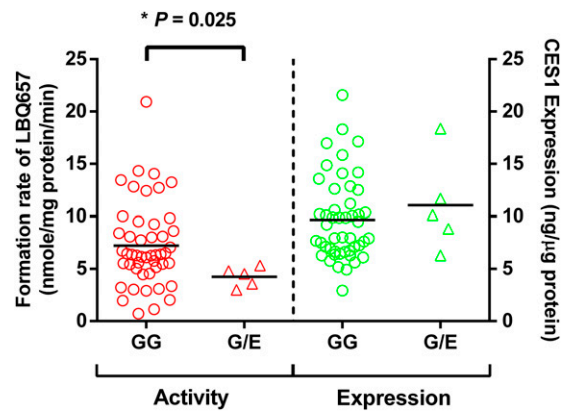 * P = 0.025
Formation rate of LBQ657
(nmole/mg protein/min)
25
20
15
10
5
0
25
20
15
10
5
0
CES1 Expression (ng/μg protein)
GG
G/E
GG
G/E
Activity
Expression